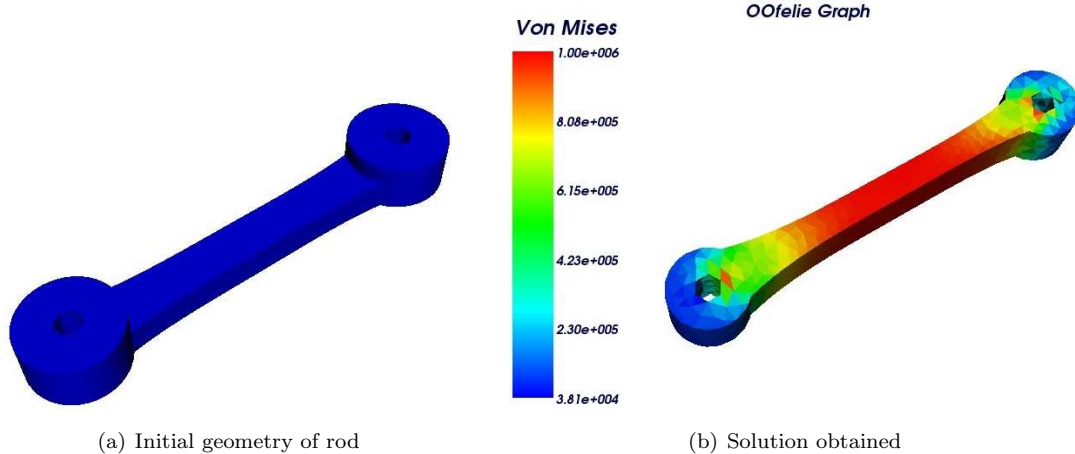 OOfelie Graph
Von Mises
1.00e+006
8.08e+005
6.15e+005
4.23e+005
2.30e+005
3.81e+004
(a) Initial geometry of rod
(b) Solution obtained